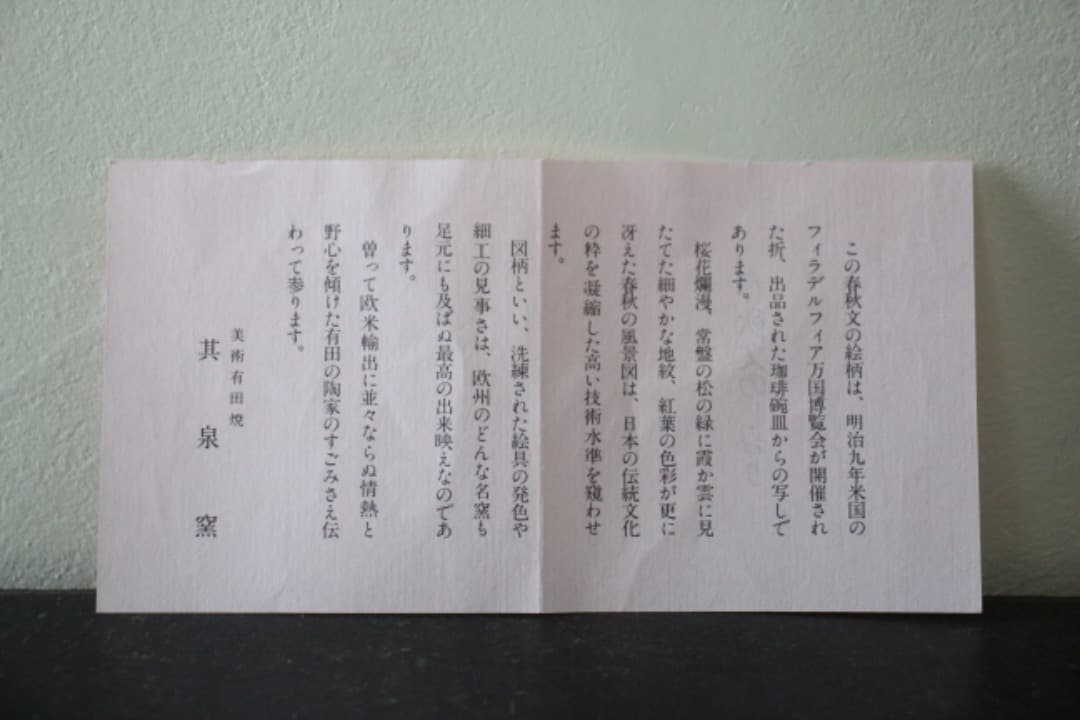 この春秋文の絵柄は、明治九年米国の
フィラデルフィア万国博覧会が開催され
た折、出品された珈琲碗皿からの写しで
あります。
桜花爛漫、常盤の松の緑に霞か雲に見
たてた細やかな地紋、紅葉の色彩が更に
冴えた春秋の風景図は、日本の伝統文化
の粋を凝縮した高い技術水準を窺わせ
ます。
図柄といい、洗練された絵具の発色や
細工の見事さは、欧州のどんな名窯も
足元にも及ばぬ最高の出来映えなのであ
ります。
曽って欧米輸出に並々ならぬ情熱と
野心を傾けた有田の陶家のすごみさえ伝
わって参ります。
美術有田焼
其泉窯